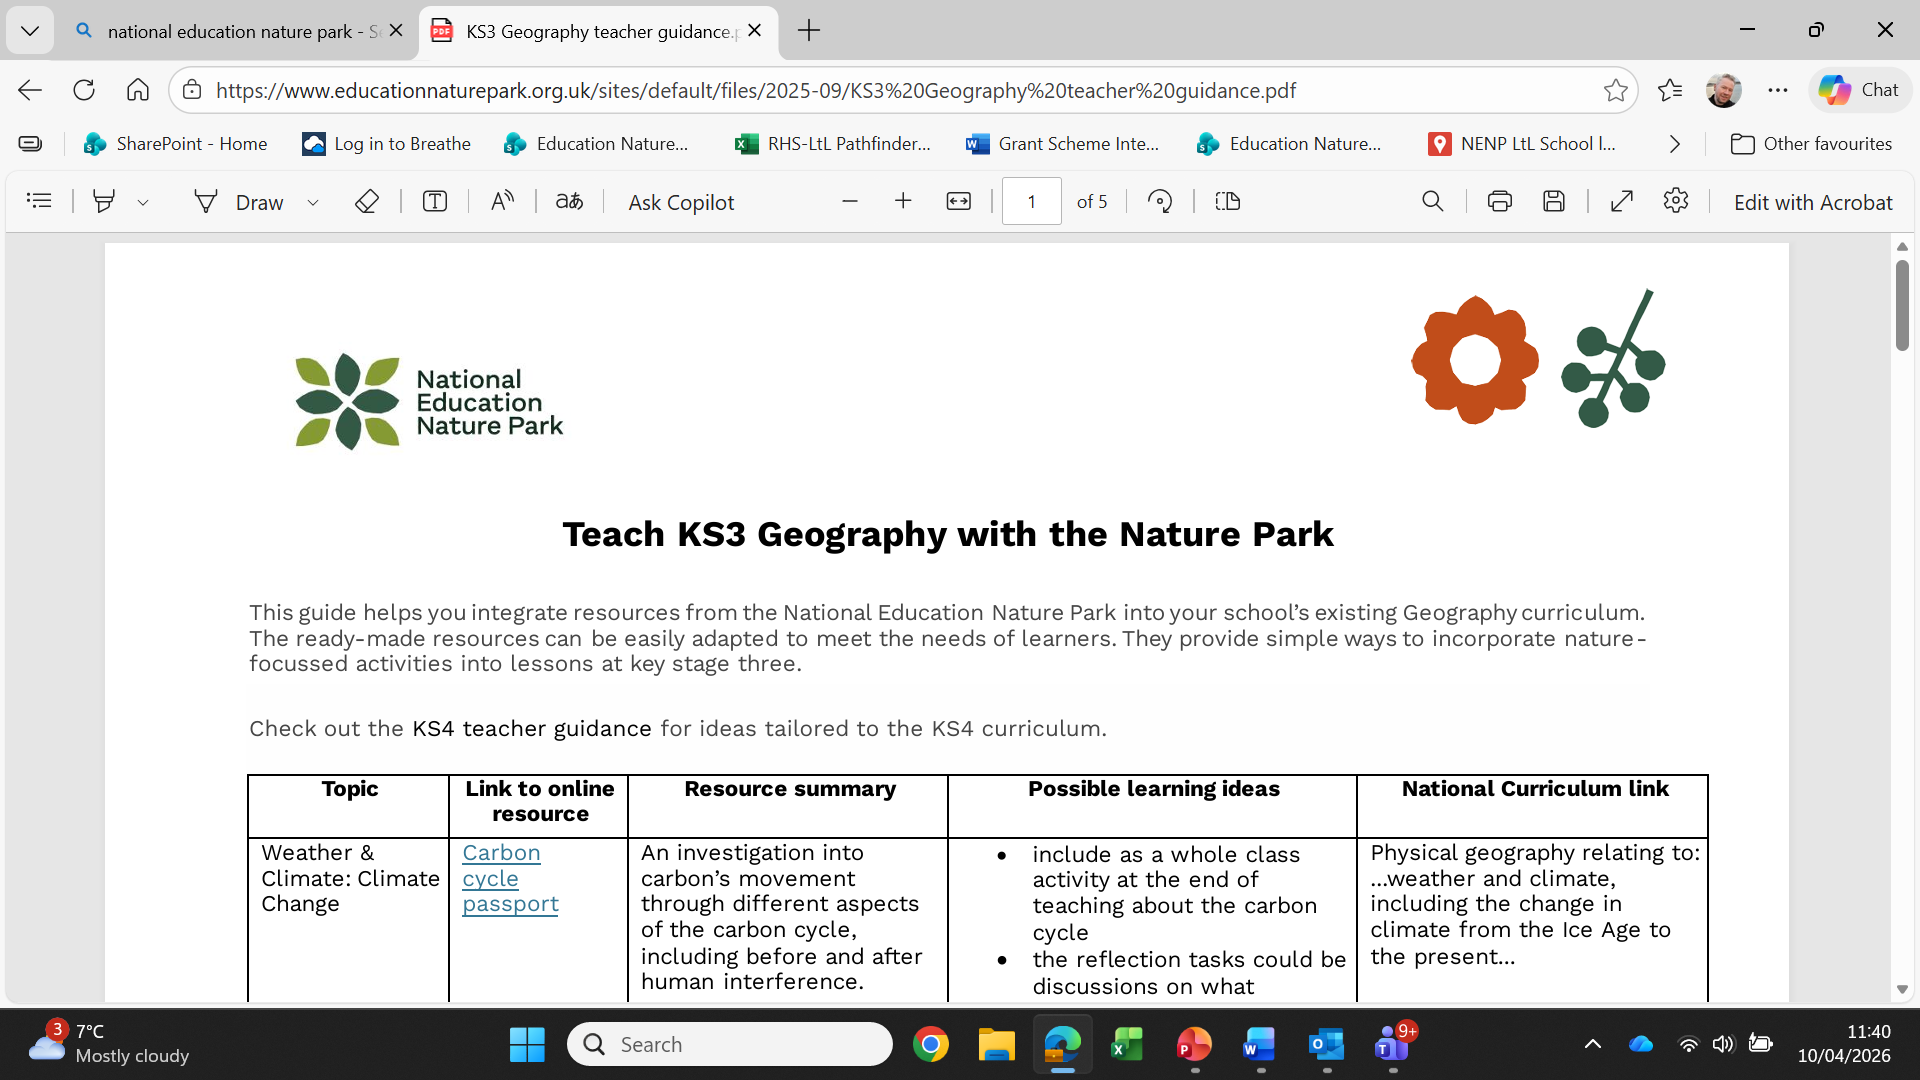 national education nature park - S
KS3 Geography teacher guidance.p
https://www.educationnaturepark.org.uk/sites/default/files/2025-09/KS3%20Geography%20teacher%20guidance.pdf
Chat
SharePoint - Home
Log in to Breathe
Education Nature...
RHS-LtL Pathfinder...
Grant Scheme Inte...
Education Nature...
NENP LtL School I...
Other favourites
Draw
Ask Copilot
1
of 5
Edit with Acrobat
National
Education
Nature Park
Teach KS3 Geography with the Nature Park
This guide helps you integrate resources from the National Education Nature Park into your school’s existing Geography curriculum.
The ready-made resources can be easily adapted to meet the needs of learners. They provide simple ways to incorporate nature-
focussed activities into lessons at key stage three.
Check out the KS4 teacher guidance for ideas tailored to the KS4 curriculum.
Topic
Link to online
resource
Resource summary
Possible learning ideas
National Curriculum link
Weather &
Climate: Climate
Change
Carbon
cycle
passport
An investigation into
carbon’s movement
through different aspects
of the carbon cycle,
including before and after
human interference.
• include as a whole class
activity at the end of
teaching about the carbon
cycle
• the reflection tasks could be
discussions on what
Physical geography relating to:
…weather and climate,
including the change in
climate from the Ice Age to
the present…
3
7°C
Mostly cloudy
Search
9+
11:40
10/04/2026